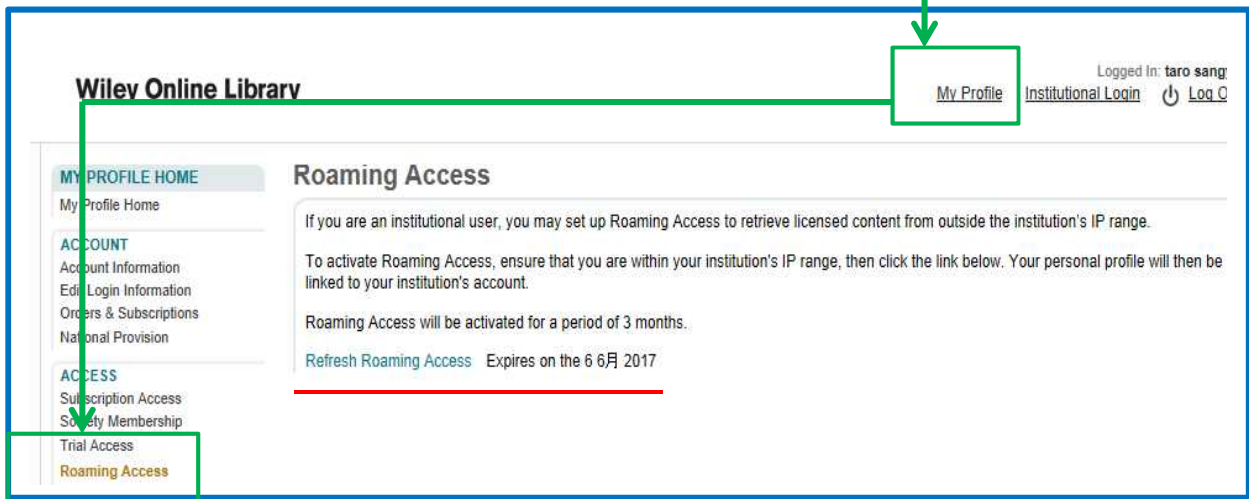 Wiley Online Library
Logged In: taro sang
My Profile Institutional Login Log O
MY PROFILE HOME
My Profile Home
ACCOUNT
Account Information
Edit Login Information
Orders & Subscriptions
National Provision
ACCESS
Subscription Access
Society Membership
Trial Access
Roaming Access
Roaming Access
If you are an institutional user, you may set up Roaming Access to retrieve licensed content from outside the institution's IP range.
To activate Roaming Access, ensure that you are within your institution's IP range, then click the link below. Your personal profile will then be
linked to your institution's account.
Roaming Access will be activated for a period of 3 months.
Refresh Roaming Access Expires on the 6 6月 2017